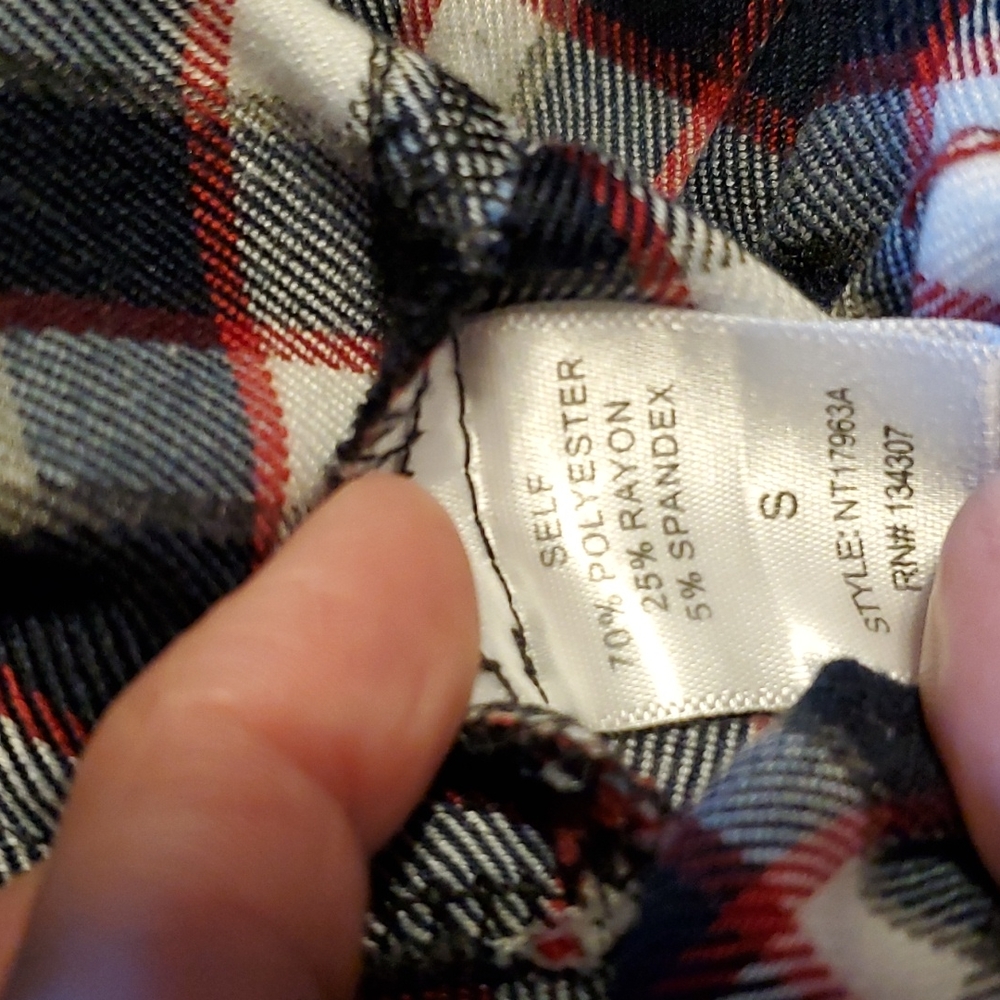 SELF
70% POLYESTER
25% RAYON
5% SPANDEX
S
STYLE: NT17963A
RN# 134307